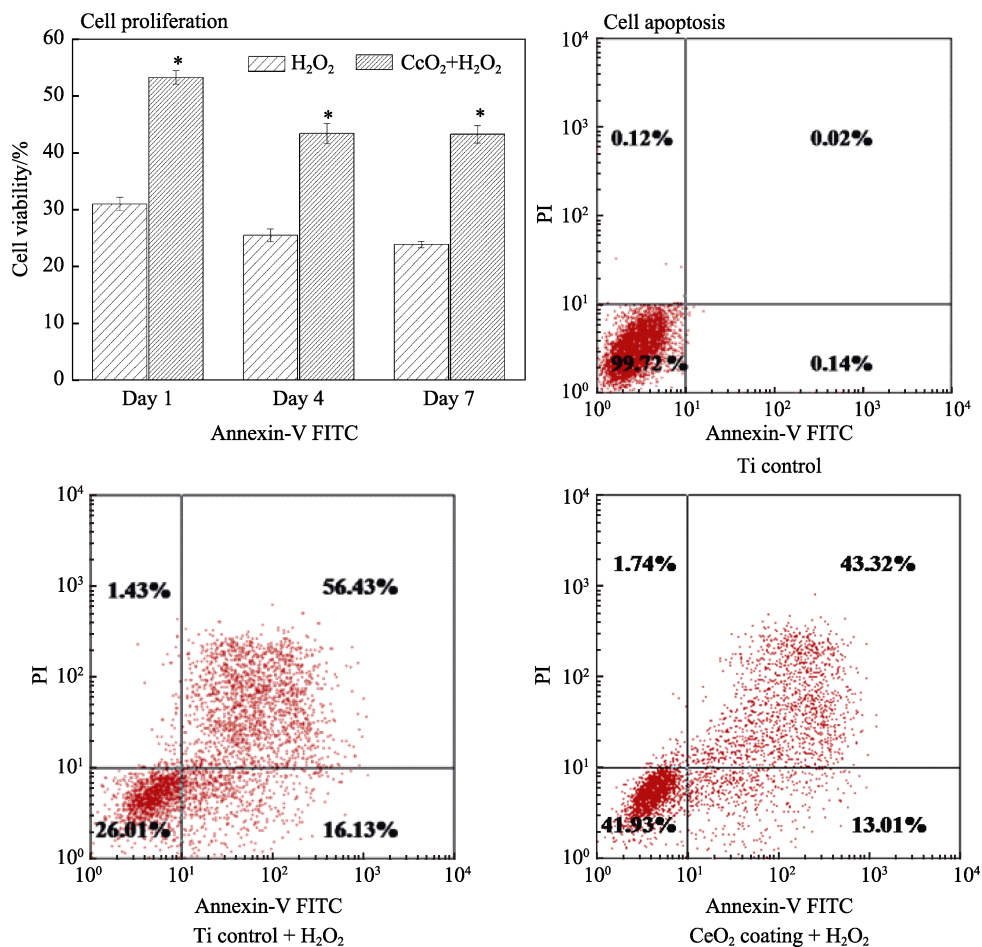 Cell proliferation
60
50
40
30
20
10
0
Cell viability/%
H₂O₂
CcO₂+H₂O₂
*
*
*
Day 1
Day 4
Day 7
Annexin-V FITC
Cell apoptosis
10⁴
10³
10²
10¹
10⁰
PI
0.12%
0.02%
99.72%
0.14%
10⁰
10¹
10²
10³
10⁴
Annexin-V FITC
Ti control
10⁴
10³
10²
10¹
10⁰
PI
1.43%
56.43%
26.01%
16.13%
10⁰
10¹
10²
10³
10⁴
Annexin-V FITC
Ti control + H₂O₂
10⁴
10³
10²
10¹
10⁰
PI
1.74%
43.32%
41.93%
13.01%
10⁰
10¹
10²
10³
10⁴
Annexin-V FITC
CeO₂ coating + H₂O₂